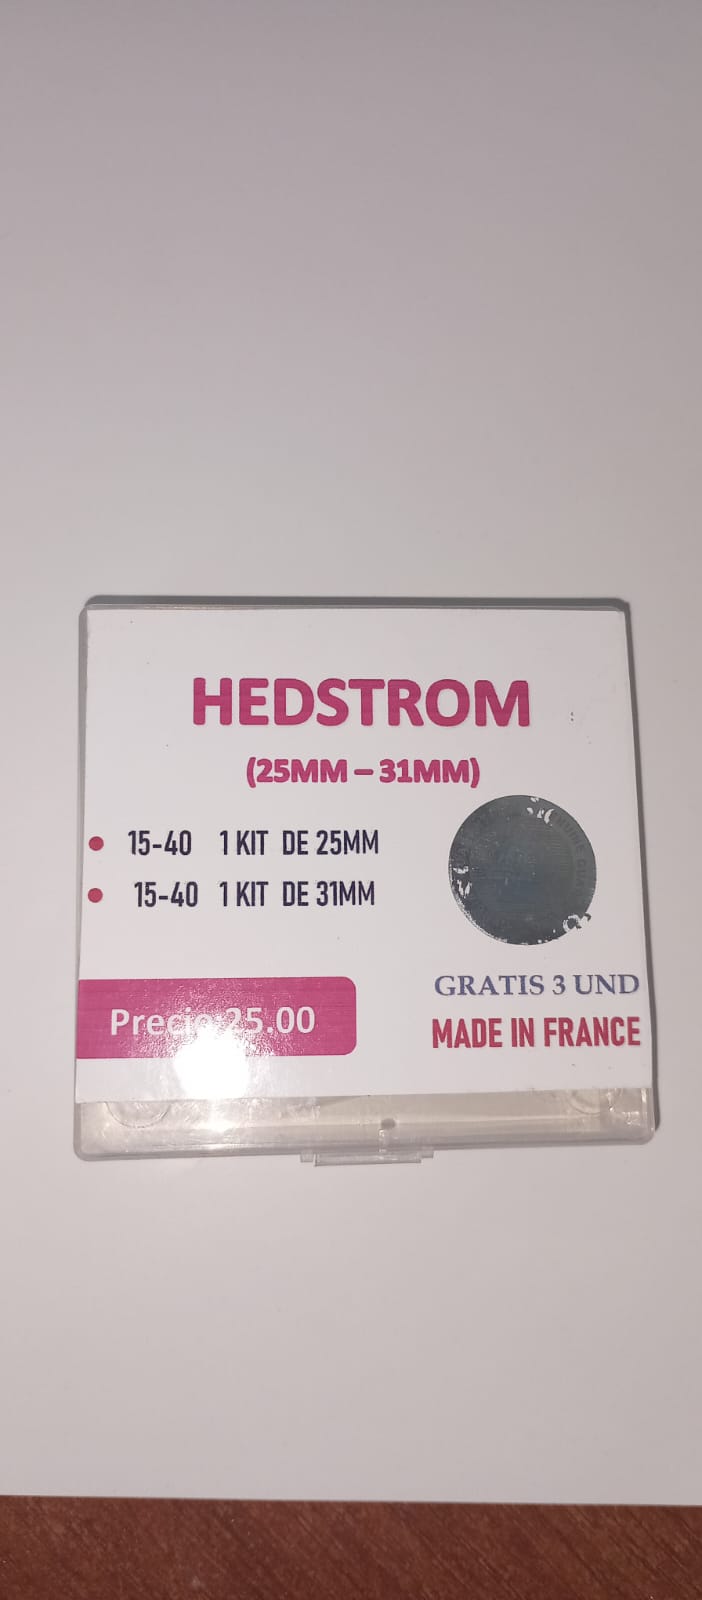 HEDSTROM
(25MM – 31MM)
• 15-40 1 KIT DE 25MM
• 15-40 1 KIT DE 31MM
GRATIS 3 UND
Precio 25.00
MADE IN FRANCE